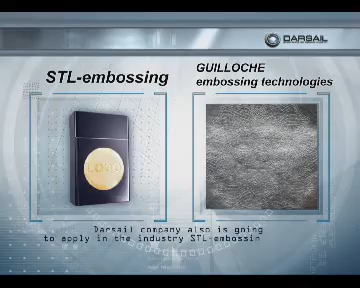 DARSAIL
STL-embossing
GUILLOCHE
embossing technologies
LOGO
Darsail company also is going
to apply in the industry STL-embossin